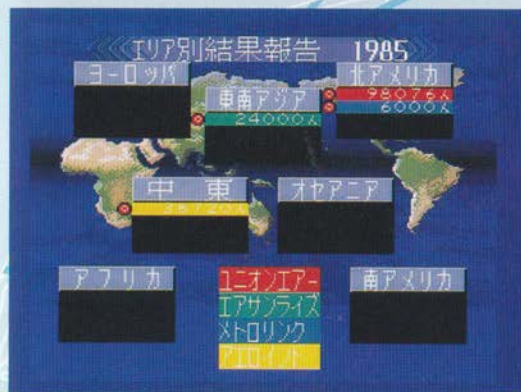 エリア別結果報告 1985
ヨーロッパ
北アメリカ
98076人
6000人
東南アジア
24000人
中東
オセアニア
アフリカ
南アメリカ
ユニオンエアー
エアサンライズ
メトロリンク